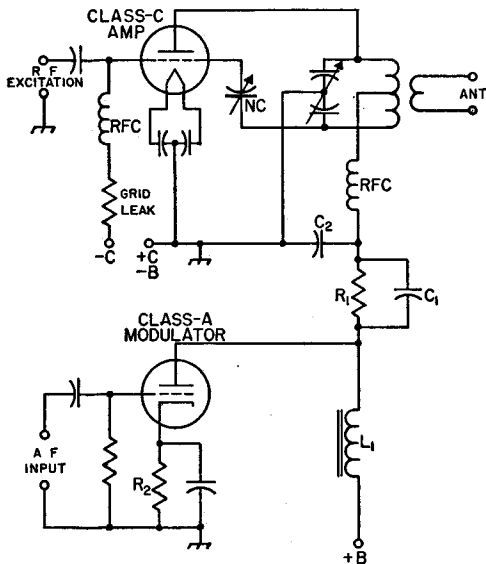 CLASS-C
AMP
R F
EXCITATION
NC
ANT
RFC
RFC
GRID
LEAK
C₂
-C
+C
-B
R₁
C₁
CLASS-A
MODULATOR
A F
INPUT
R₂
L₁
+B